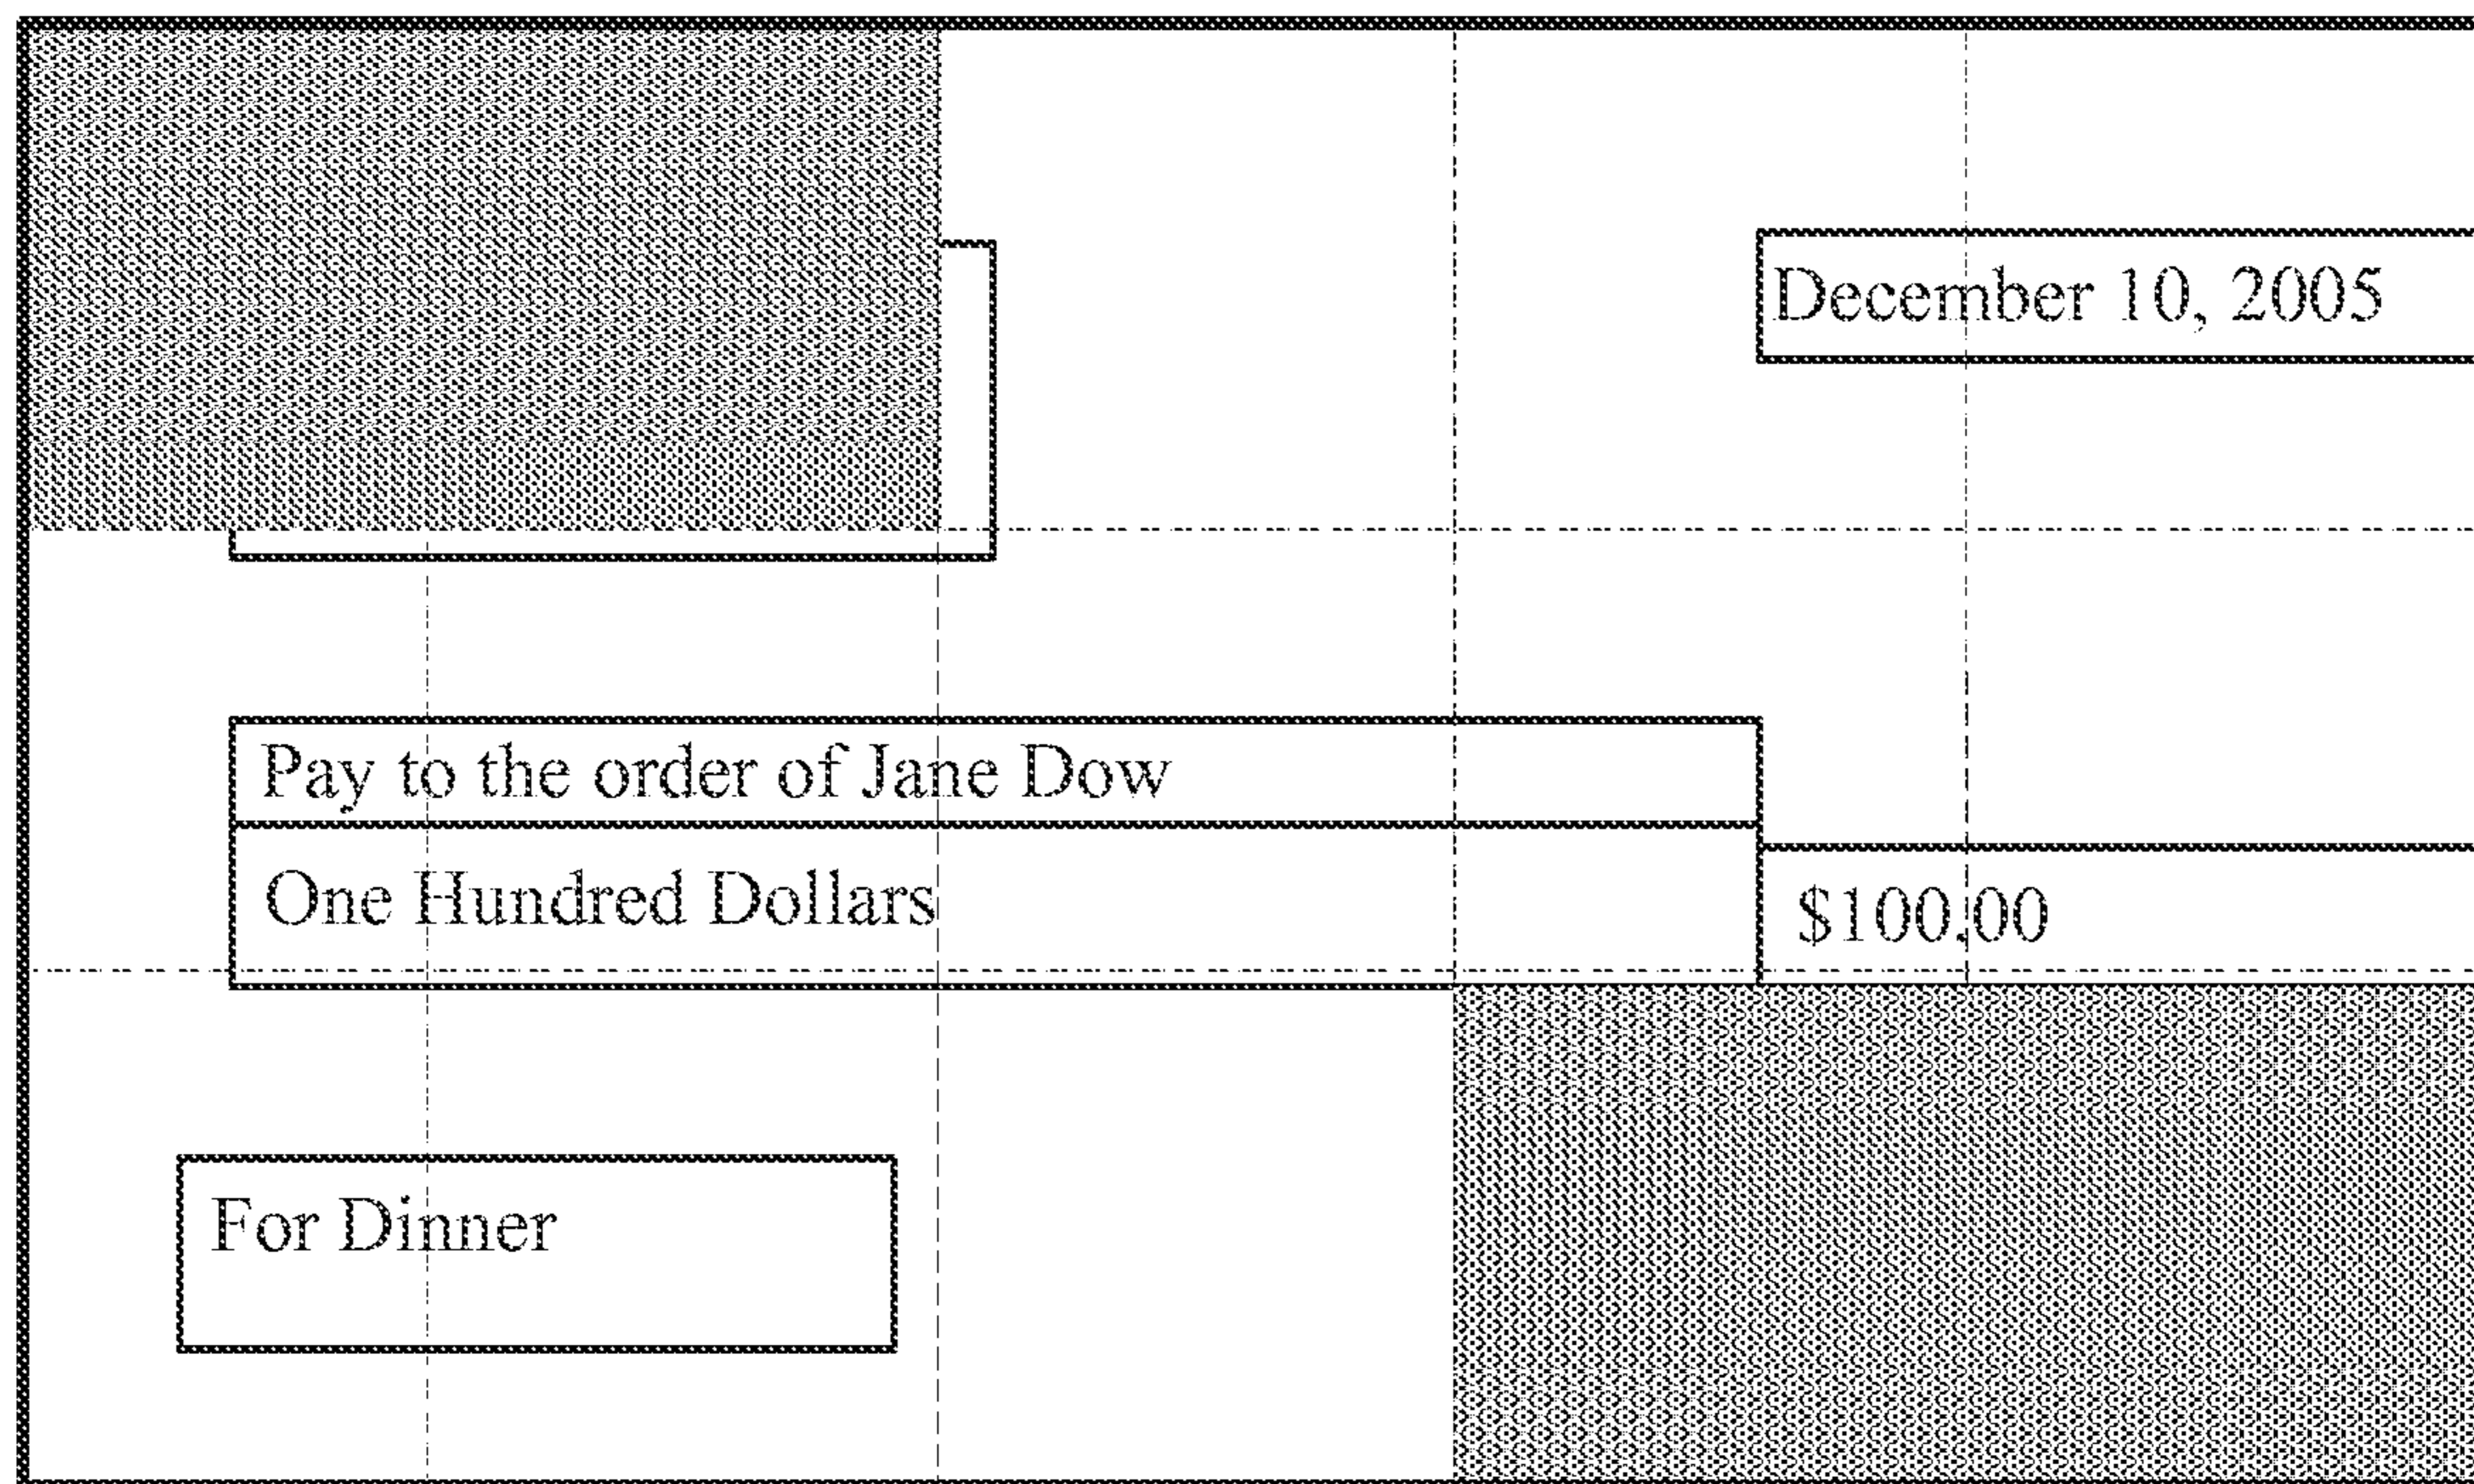 December 10, 2005
Pay to the order of Jane Dow
One Hundred Dollars
$100.00
For Dinner